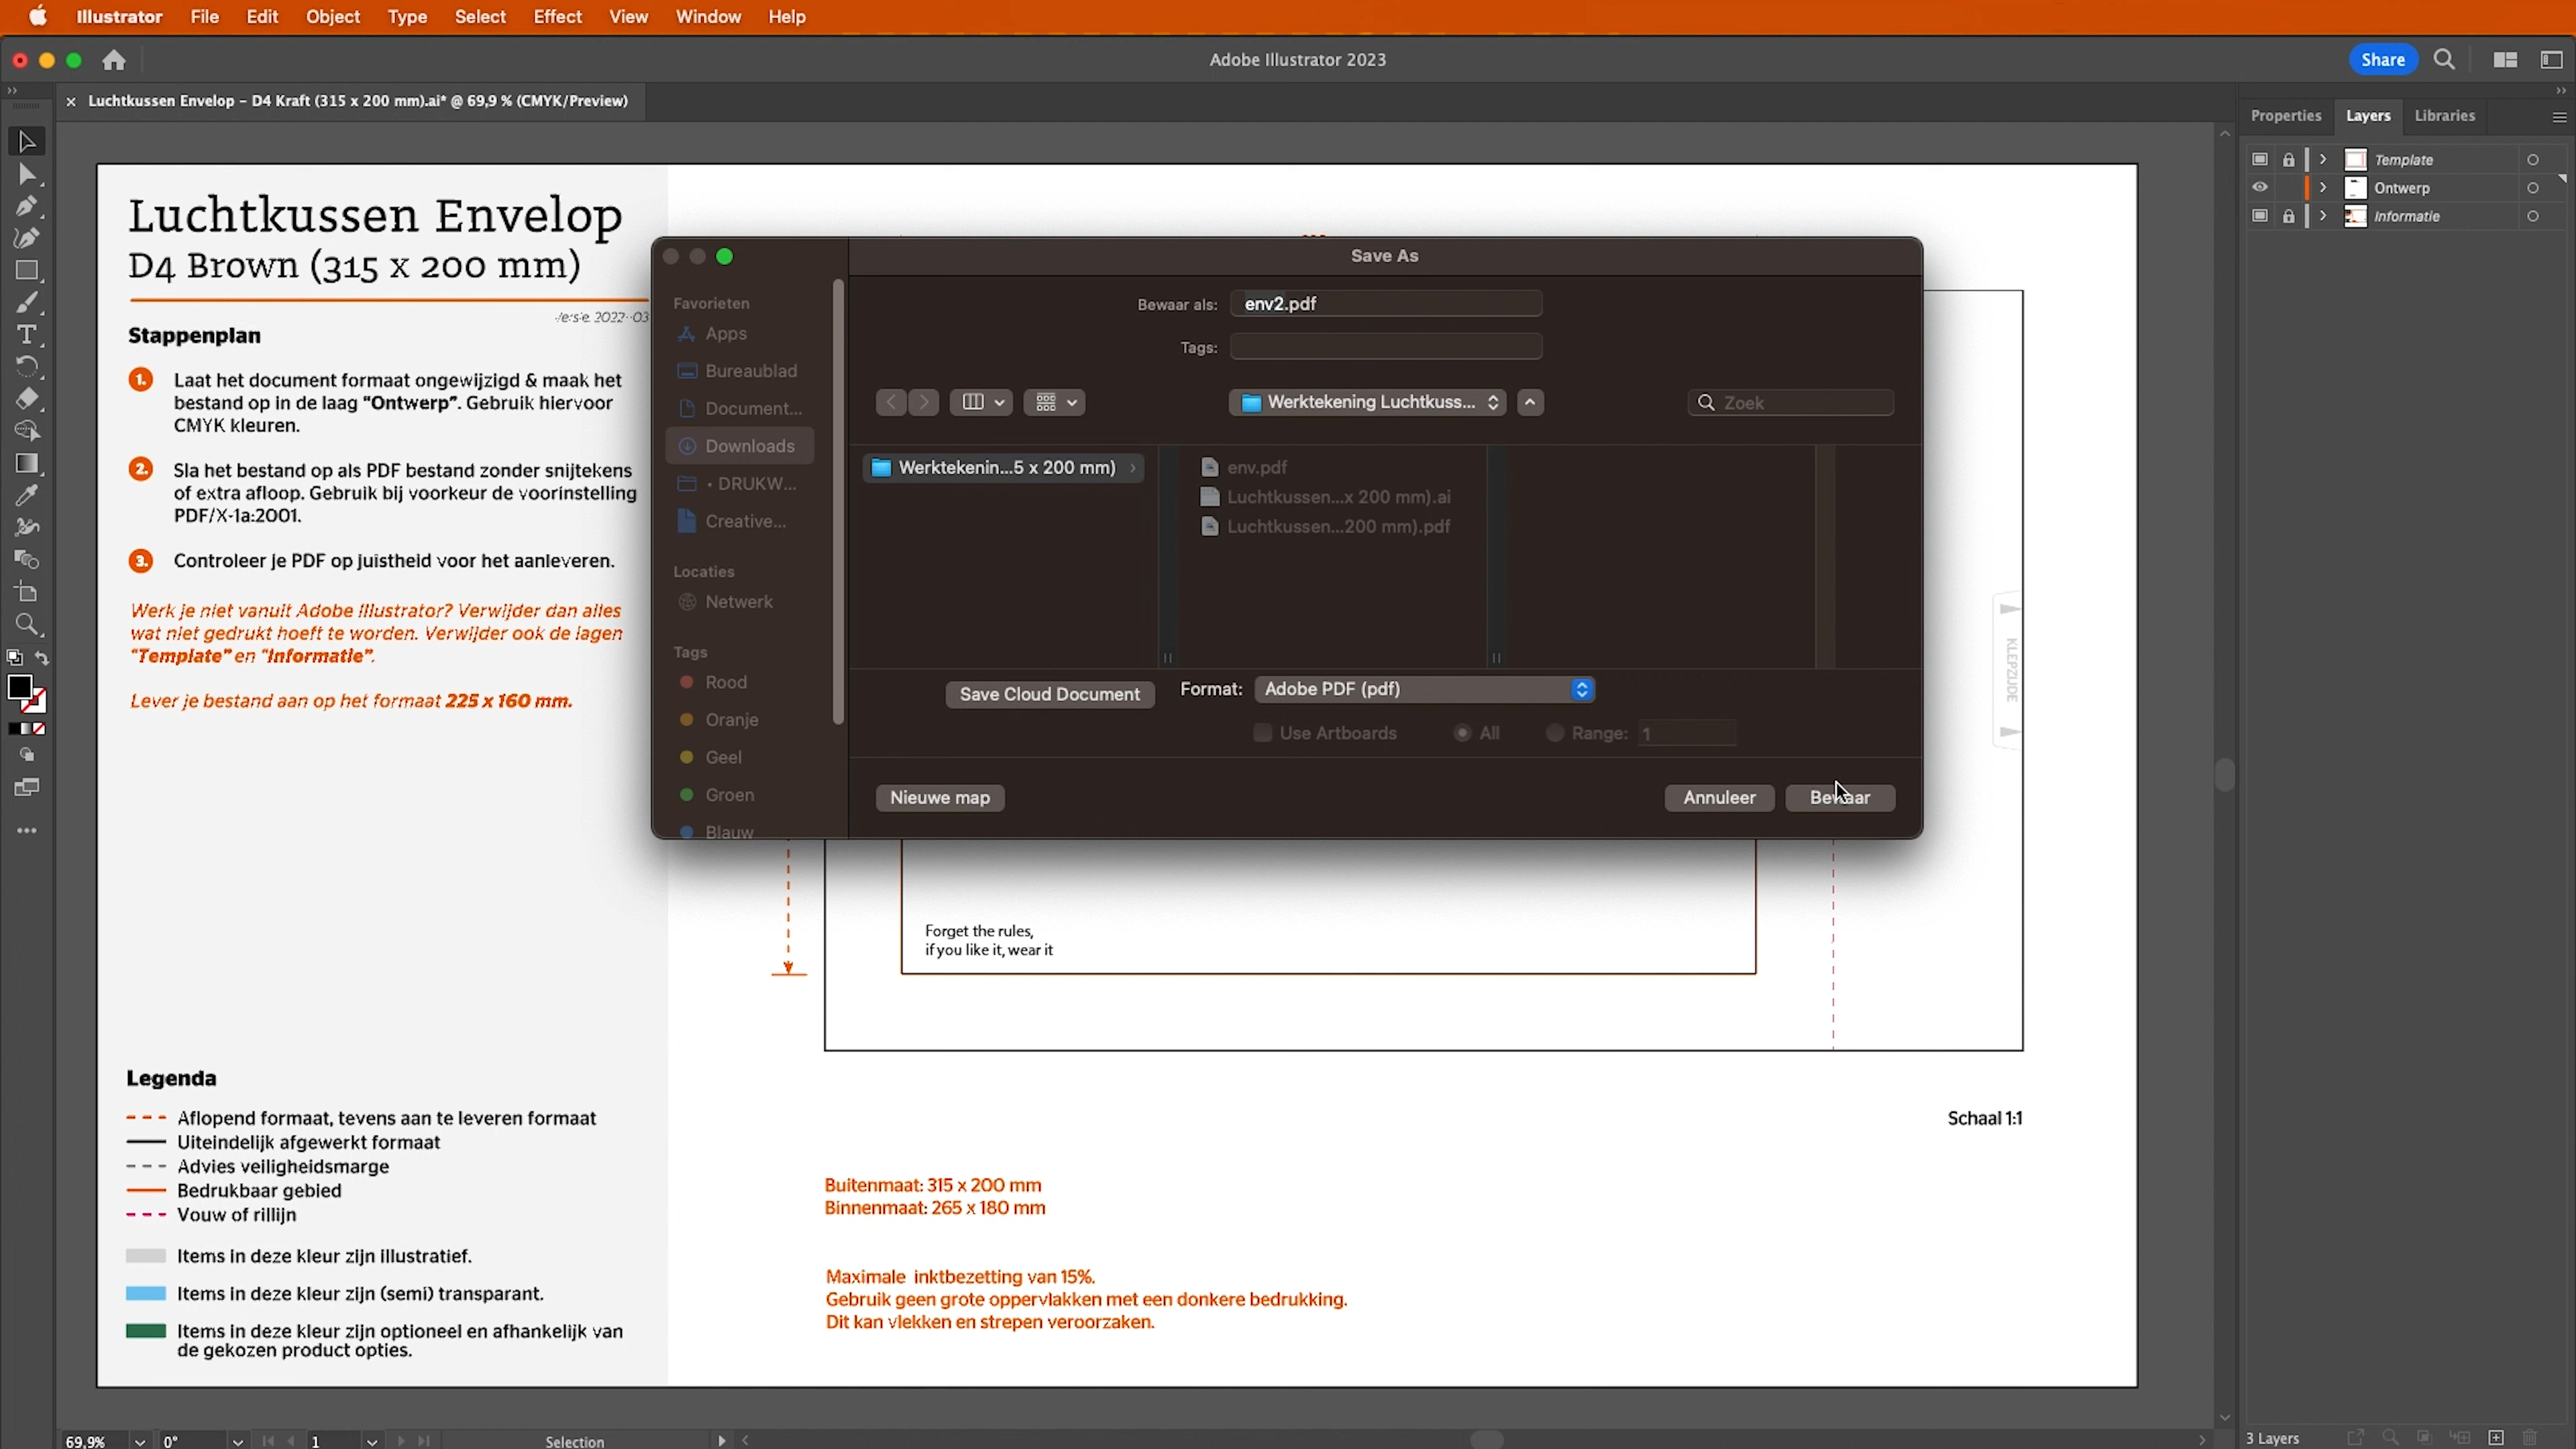 Illustrator File Edit Object Type Select Effect View Window Help
Adobe Illustrator 2023
Share
× Luchtkussen Envelop – D4 Kraft (315 x 200 mm).ai* @ 69,9 % (CMYK/Preview)
Properties Layers Libraries
Template
Ontwerp
Informatie
Luchtkussen Envelop
D4 Brown (315 x 200 mm)
Versie 2022-03
Stappenplan
1. Laat het document formaat ongewijzigd & maak het
bestand op in de laag "Ontwerp". Gebruik hiervoor
CMYK kleuren.
2. Sla het bestand op als PDF bestand zonder snijtekens
of extra afloop. Gebruik bij voorkeur de voorinstelling
PDF/X-1a:2001.
3. Controleer je PDF op juistheid voor het aanleveren.
Werk je niet vanuit Adobe Illustrator? Verwijder dan alles
wat niet gedrukt hoeft te worden. Verwijder ook de lagen
"Template" en "Informatie".
Lever je bestand aan op het formaat 225 x 160 mm.
Save As
Favorieten
Apps
Bureaublad
Document...
Downloads
• DRUKW...
Creative...
Locaties
Netwerk
Tags
Rood
Oranje
Geel
Groen
Blauw
Bewaar als: env2.pdf
Tags:
Werktekening Luchtkuss...
Zoek
Werktekenin...5 x 200 mm)
env.pdf
Luchtkussen...x 200 mm).ai
Luchtkussen...200 mm).pdf
Save Cloud Document
Format: Adobe PDF (pdf)
Use Artboards All Range: 1
Nieuwe map
Annuleer Bewaar
KLEPZIJDE
Forget the rules,
if you like it, wear it
Schaal 1:1
Legenda
Aflopend formaat, tevens aan te leveren formaat
Uiteindelijk afgewerkt formaat
Advies veiligheidsmarge
Bedrukbaar gebied
Vouw of rillijn
Items in deze kleur zijn illustratief.
Items in deze kleur zijn (semi) transparant.
Items in deze kleur zijn optioneel en afhankelijk van
de gekozen product opties.
Buitenmaat: 315 x 200 mm
Binnenmaat: 265 x 180 mm
Maximale inktbezetting van 15%.
Gebruik geen grote oppervlakken met een donkere bedrukking.
Dit kan vlekken en strepen veroorzaken.
69,9% 0° 1 Selection
3 Layers